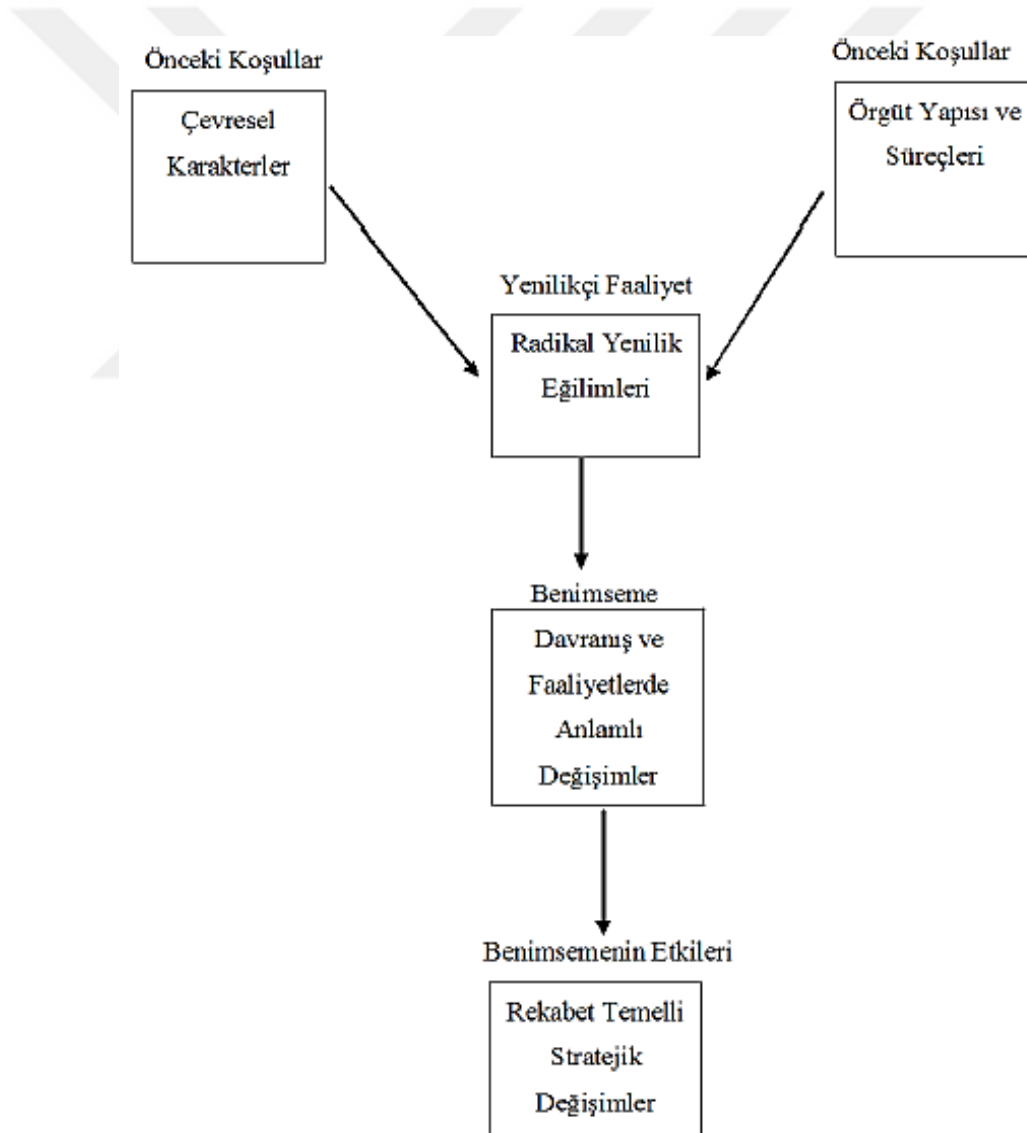 Önceki Koşullar
Çevresel
Karakterler
Önceki Koşullar
Örgüt Yapısı ve
Süreçleri
Yenilikçi Faaliyet
Radikal Yenilik
Eğilimleri
Benimseme
Davranış ve
Faaliyetlerde
Anlamlı
Değişimler
Benimsemenin Etkileri
Rekabet Temelli
Stratejik
Değişimler